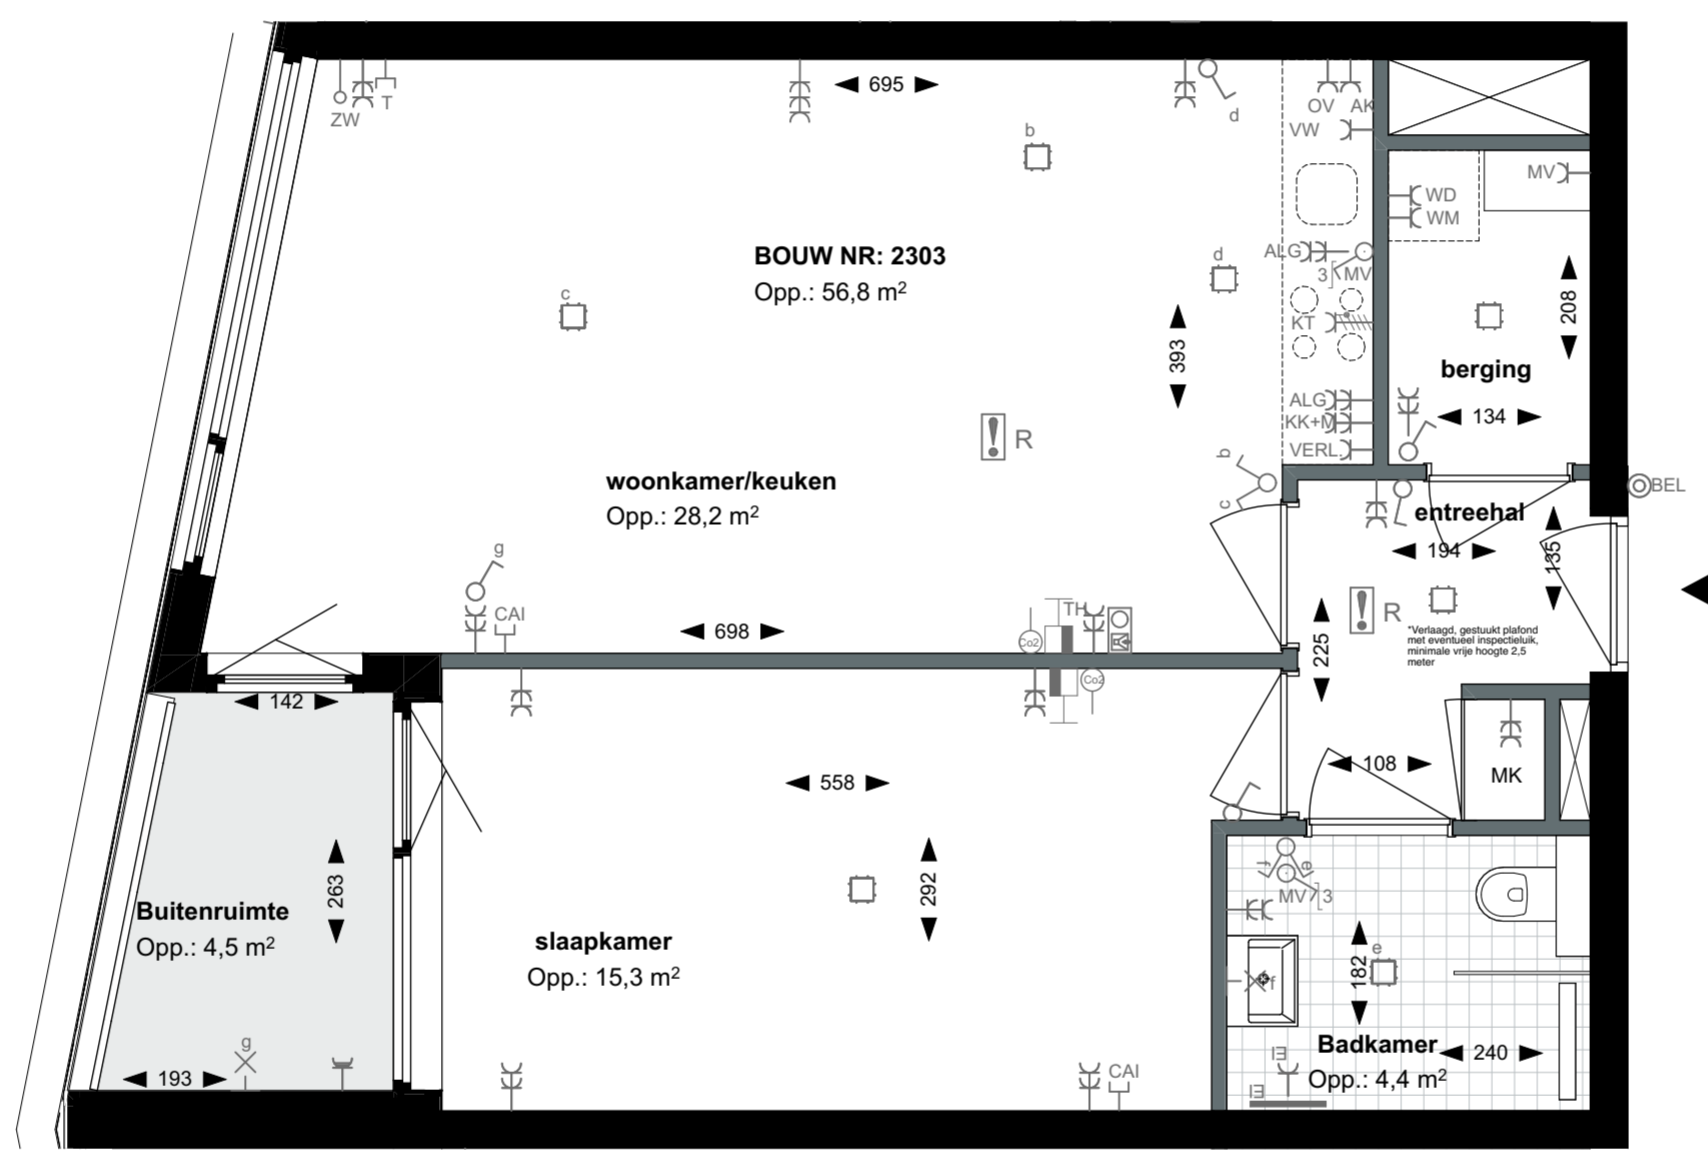 ZW
T
695
d
OV
AK
VW
b
MV
WD
WM
BOUW NR: 2303
Opp.: 56,8 m²
ALG
3
MV
d
c
KT
393
208
berging
134
ALG
KK+M
VERL.
R
b
c
woonkamer/keuken
Opp.: 28,2 m²
BEL
entreehal
194
135
g
CAI
698
TH
Co2
Co2
225
R
*Verlaagd, gestuukt plafond
met eventueel inspectieluik,
minimale vrije hoogte 2,5
meter
142
558
108
MK
263
292
Buitenruimte
Opp.: 4,5 m²
slaapkamer
Opp.: 15,3 m²
f
e
MV
3
182
e
f
Badkamer
240
Opp.: 4,4 m²
g
193
CAI
E
E